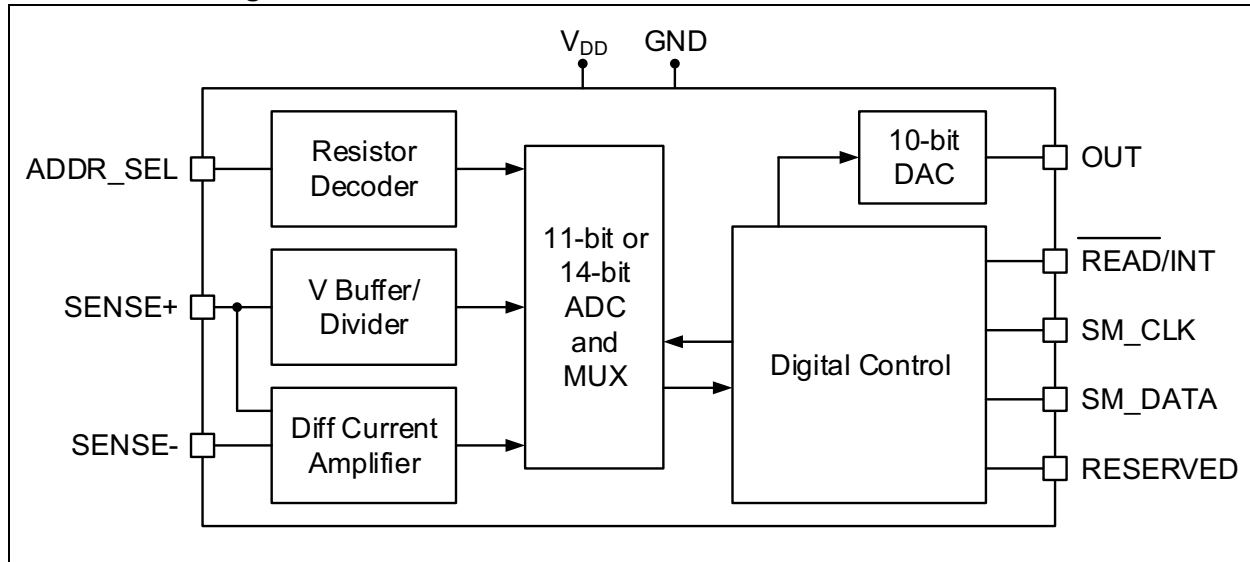 V_DD GND
ADDR_SEL
Resistor
Decoder
SENSE+
V Buffer/
Divider
SENSE-
Diff Current
Amplifier
11-bit or
14-bit
ADC
and
MUX
Digital Control
10-bit
DAC
OUT
READ/INT
SM_CLK
SM_DATA
RESERVED